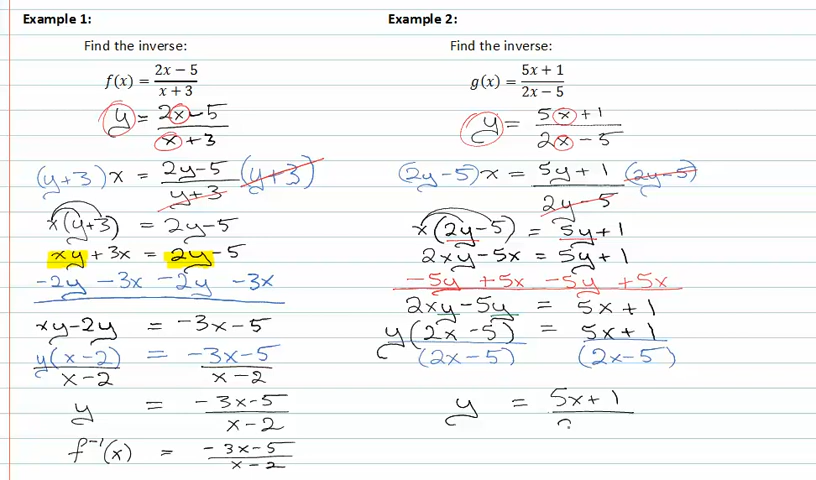 Example 1:
Find the inverse:
f(x) = (2x − 5)/(x + 3)
y = (2x − 5)/(x + 3)
(y+3) x = (2y − 5)/(y + 3) (y+3)
x(y+3) = 2y − 5
xy + 3x = 2y − 5
−2y − 3x −2y − 3x
xy − 2y = −3x − 5
y(x − 2)/(x − 2) = (−3x − 5)/(x − 2)
y = (−3x − 5)/(x − 2)
f⁻¹(x) = (−3x − 5)/(x − 2)
Example 2:
Find the inverse:
g(x) = (5x + 1)/(2x − 5)
y = (5x + 1)/(2x − 5)
(2y−5) x = (5y + 1)/(2y − 5) (2y−5)
x(2y − 5) = 5y + 1
2xy − 5x = 5y + 1
−5y + 5x −5y + 5x
2xy − 5y = 5x + 1
y(2x − 5)/(2x − 5) = (5x + 1)/(2x − 5)
y = 5x + 1